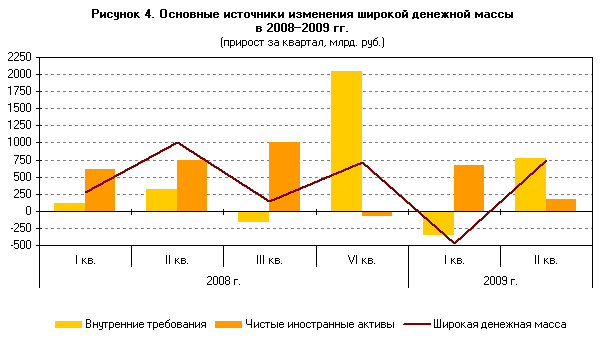 Рисунок 4. Основные источники изменения широкой денежной массы
в 2008–2009 гг.
(прирост за квартал, млрд. руб.)
2250
2000
1750
1500
1250
1000
750
500
250
0
-250
-500
I кв. II кв. III кв. VI кв. I кв. II кв.
2008 г. 2009 г.
Внутренние требования Чистые иностранные активы Широкая денежная масса